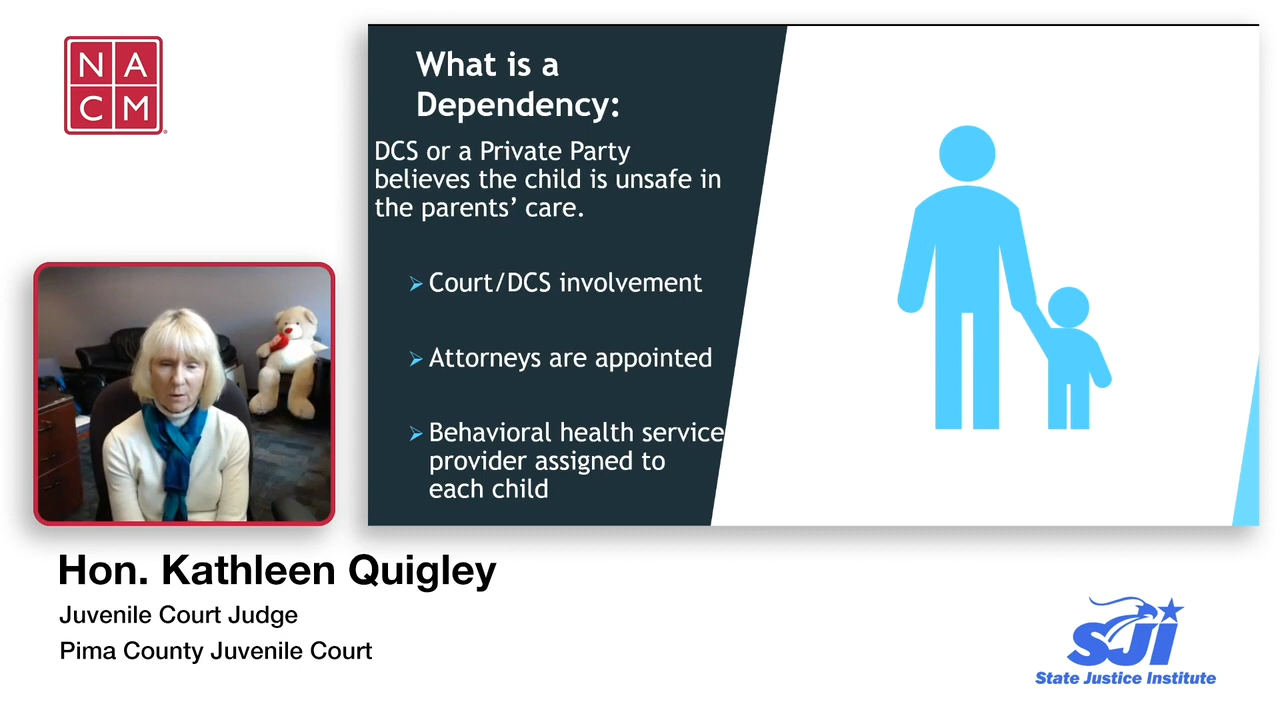 NA
CM
What is a
Dependency:
DCS or a Private Party
believes the child is unsafe in
the parents’ care.
Court/DCS involvement
Attorneys are appointed
Behavioral health service
provider assigned to
each child
Hon. Kathleen Quigley
Juvenile Court Judge
Pima County Juvenile Court
SJI
State Justice Institute